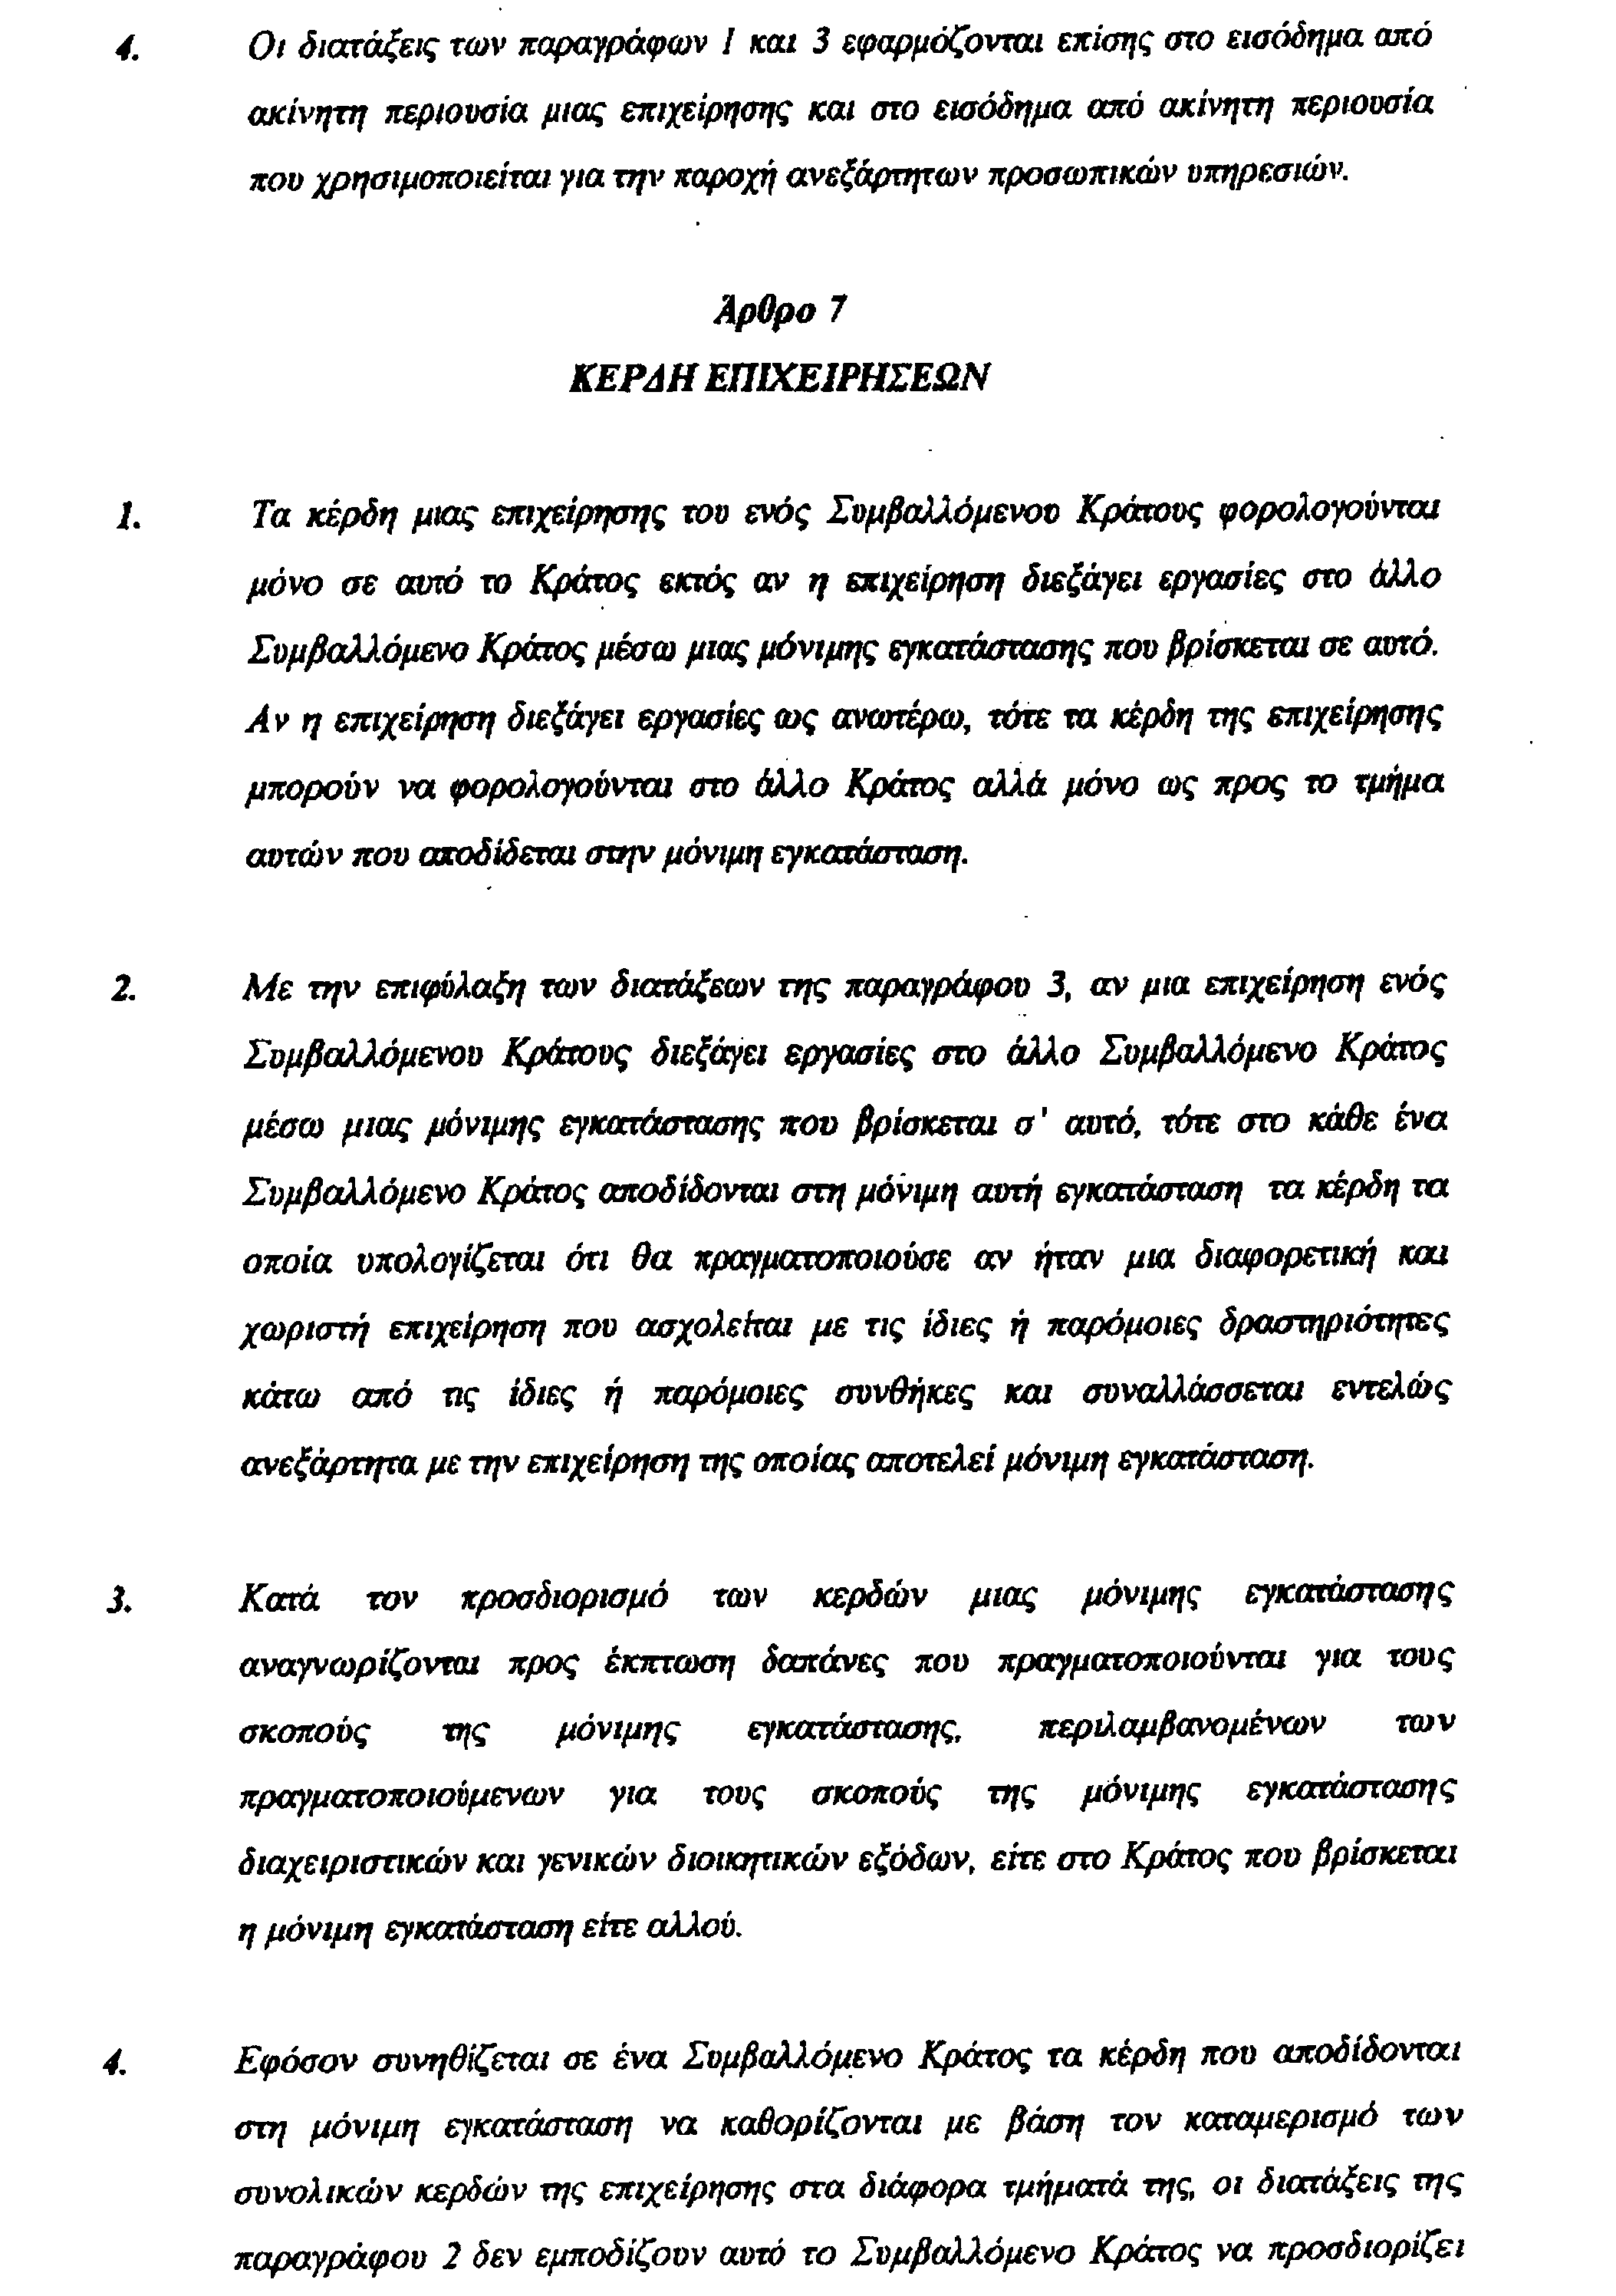 4. Οι διατάξεις των παραγράφων 1 και 3 εφαρμόζονται επίσης στο εισόδημα από
ακίνητη περιουσία μιας επιχείρησης και στο εισόδημα από ακίνητη περιουσία
που χρησιμοποιείται για την παροχή ανεξάρτητων προσωπικών υπηρεσιών.
Άρθρο 7
ΚΕΡΔΗ ΕΠΙΧΕΙΡΗΣΕΩΝ
1. Τα κέρδη μιας επιχείρησης του ενός Συμβαλλόμενου Κράτους φορολογούνται
μόνο σε αυτό το Κράτος εκτός αν η επιχείρηση διεξάγει εργασίες στο άλλο
Συμβαλλόμενο Κράτος μέσω μιας μόνιμης εγκατάστασης που βρίσκεται σε αυτό.
Αν η επιχείρηση διεξάγει εργασίες ως ανωτέρω, τότε τα κέρδη της επιχείρησης
μπορούν να φορολογούνται στο άλλο Κράτος αλλά μόνο ως προς το τμήμα
αυτών που αποδίδεται στην μόνιμη εγκατάσταση.
2. Με την επιφύλαξη των διατάξεων της παραγράφου 3, αν μια επιχείρηση ενός
Συμβαλλόμενου Κράτους διεξάγει εργασίες στο άλλο Συμβαλλόμενο Κράτος
μέσω μιας μόνιμης εγκατάστασης που βρίσκεται σ' αυτό, τότε στο κάθε ένα
Συμβαλλόμενο Κράτος αποδίδονται στη μόνιμη αυτή εγκατάσταση τα κέρδη τα
οποία υπολογίζεται ότι θα πραγματοποιούσε αν ήταν μια διαφορετική και
χωριστή επιχείρηση που ασχολείται με τις ίδιες ή παρόμοιες δραστηριότητες
κάτω από τις ίδιες ή παρόμοιες συνθήκες και συναλλάσσεται εντελώς
ανεξάρτητα με την επιχείρηση της οποίας αποτελεί μόνιμη εγκατάσταση.
3. Κατά τον προσδιορισμό των κερδών μιας μόνιμης εγκατάστασης
αναγνωρίζονται προς έκπτωση δαπάνες που πραγματοποιούνται για τους
σκοπούς της μόνιμης εγκατάστασης, περιλαμβανομένων των
πραγματοποιούμενων για τους σκοπούς της μόνιμης εγκατάστασης
διαχειριστικών και γενικών διοικητικών εξόδων, είτε στο Κράτος που βρίσκεται
η μόνιμη εγκατάσταση είτε αλλού.
4. Εφόσον συνηθίζεται σε ένα Συμβαλλόμενο Κράτος τα κέρδη που αποδίδονται
στη μόνιμη εγκατάσταση να καθορίζονται με βάση τον καταμερισμό των
συνολικών κερδών της επιχείρησης στα διάφορα τμήματά της, οι διατάξεις της
παραγράφου 2 δεν εμποδίζουν αυτό το Συμβαλλόμενο Κράτος να προσδιορίζει